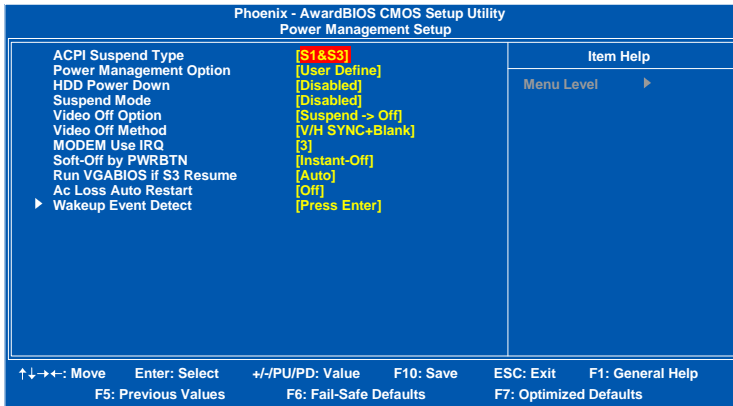 Phoenix - AwardBIOS CMOS Setup Utility
Power Management Setup
ACPI Suspend Type [S1&S3]
Power Management Option [User Define]
HDD Power Down [Disabled]
Suspend Mode [Disabled]
Video Off Option [Suspend -> Off]
Video Off Method [V/H SYNC+Blank]
MODEM Use IRQ [3]
Soft-Off by PWRBTN [Instant-Off]
Run VGABIOS if S3 Resume [Auto]
Ac Loss Auto Restart [Off]
Wakeup Event Detect [Press Enter]
Item Help
Menu Level
↑↓→←: Move Enter: Select +/-/PU/PD: Value F10: Save ESC: Exit F1: General Help
F5: Previous Values F6: Fail-Safe Defaults F7: Optimized Defaults